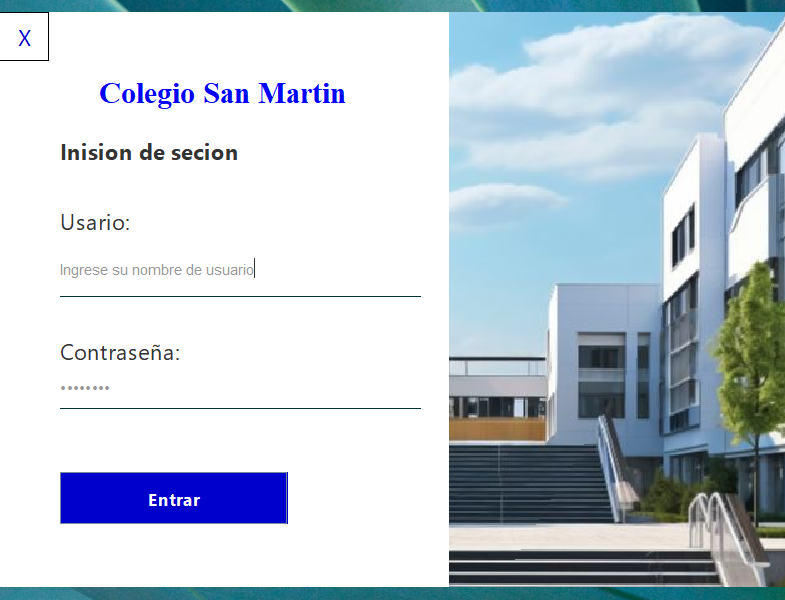 X
Colegio San Martin
Inision de secion
Usario:
Ingrese su nombre de usuario
Contraseña:
••••••••
Entrar